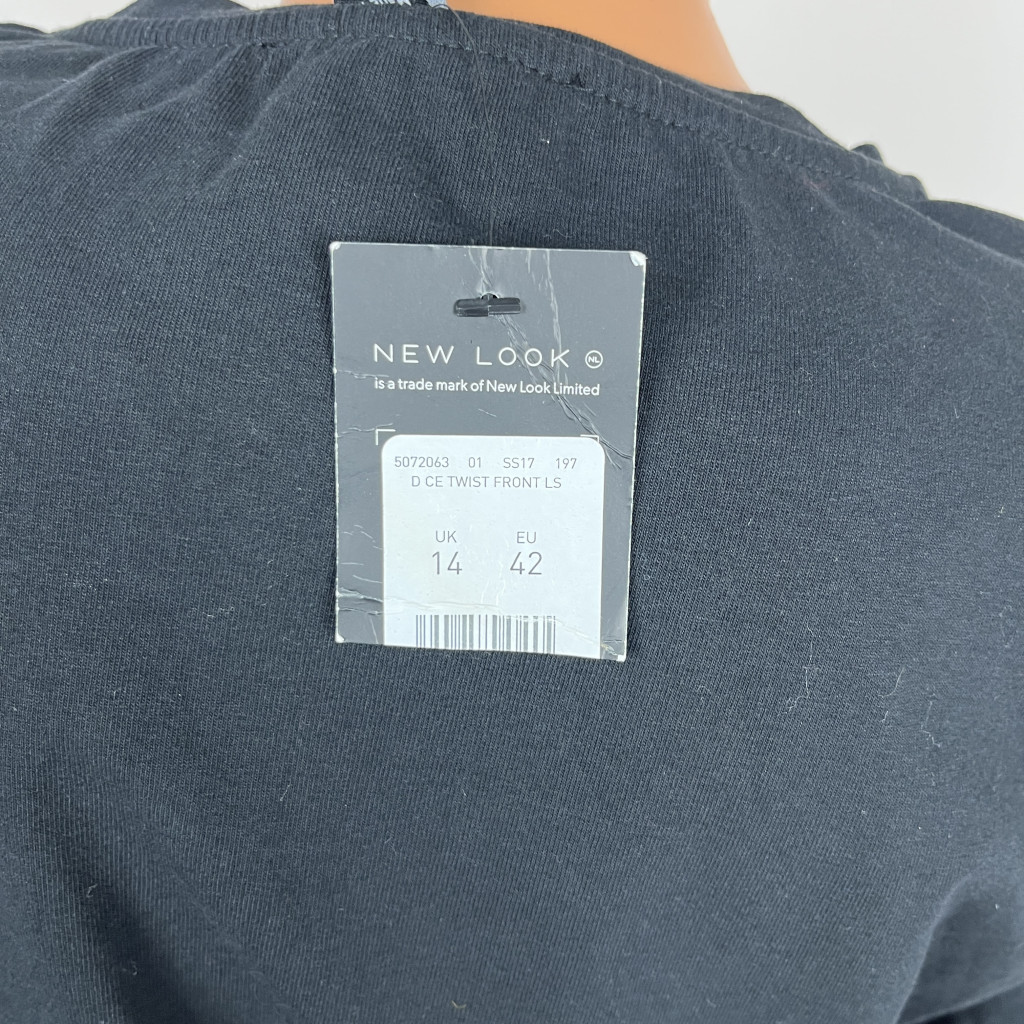 NEW LOOK NL
is a trade mark of New Look Limited
5072063 01 SS17 197
D CE TWIST FRONT LS
UK EU
14 42